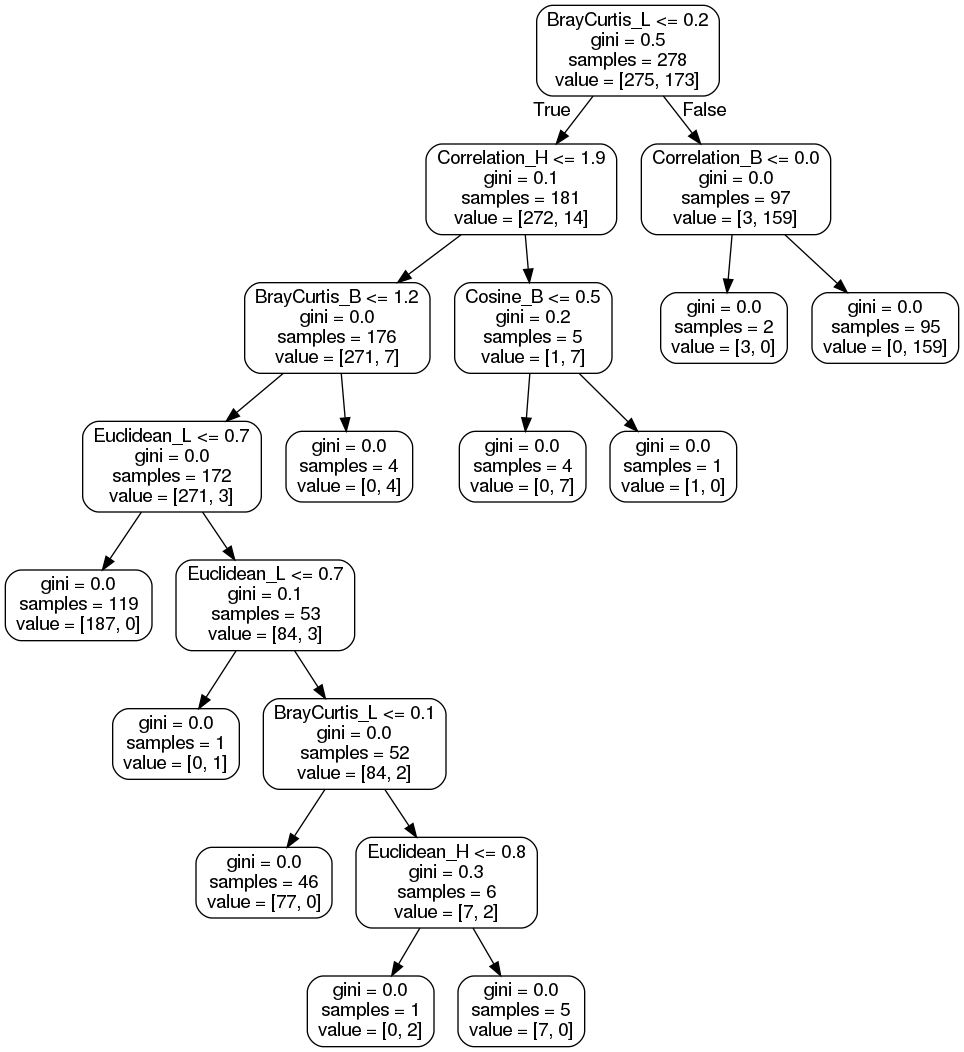 BrayCurtis_L <= 0.2
gini = 0.5
samples = 278
value = [275, 173]
True
False
Correlation_H <= 1.9
gini = 0.1
samples = 181
value = [272, 14]
Correlation_B <= 0.0
gini = 0.0
samples = 97
value = [3, 159]
BrayCurtis_B <= 1.2
gini = 0.0
samples = 176
value = [271, 7]
Cosine_B <= 0.5
gini = 0.2
samples = 5
value = [1, 7]
gini = 0.0
samples = 2
value = [3, 0]
gini = 0.0
samples = 95
value = [0, 159]
Euclidean_L <= 0.7
gini = 0.0
samples = 172
value = [271, 3]
gini = 0.0
samples = 4
value = [0, 4]
gini = 0.0
samples = 4
value = [0, 7]
gini = 0.0
samples = 1
value = [1, 0]
gini = 0.0
samples = 119
value = [187, 0]
Euclidean_L <= 0.7
gini = 0.1
samples = 53
value = [84, 3]
gini = 0.0
samples = 1
value = [0, 1]
BrayCurtis_L <= 0.1
gini = 0.0
samples = 52
value = [84, 2]
gini = 0.0
samples = 46
value = [77, 0]
Euclidean_H <= 0.8
gini = 0.3
samples = 6
value = [7, 2]
gini = 0.0
samples = 1
value = [0, 2]
gini = 0.0
samples = 5
value = [7, 0]